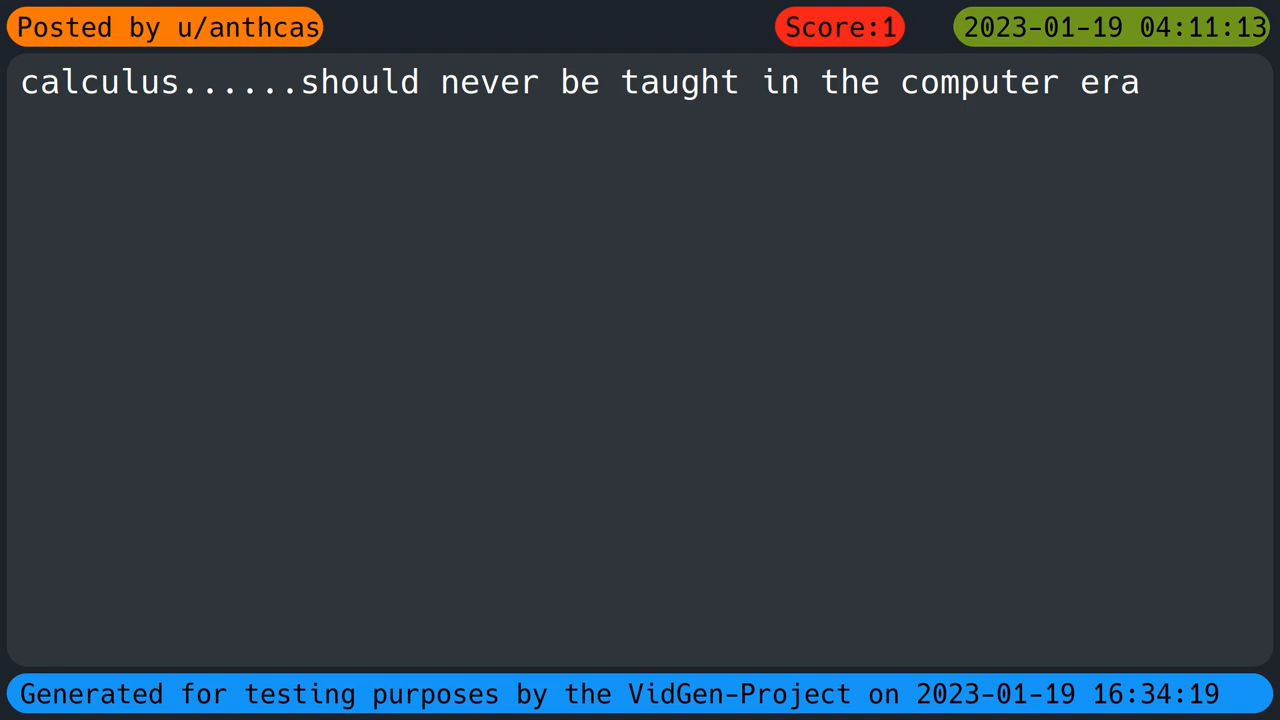 Posted by u/anthcas Score:1 2023-01-19 04:11:13
calculus......should never be taught in the computer era
Generated for testing purposes by the VidGen-Project on 2023-01-19 16:34:19